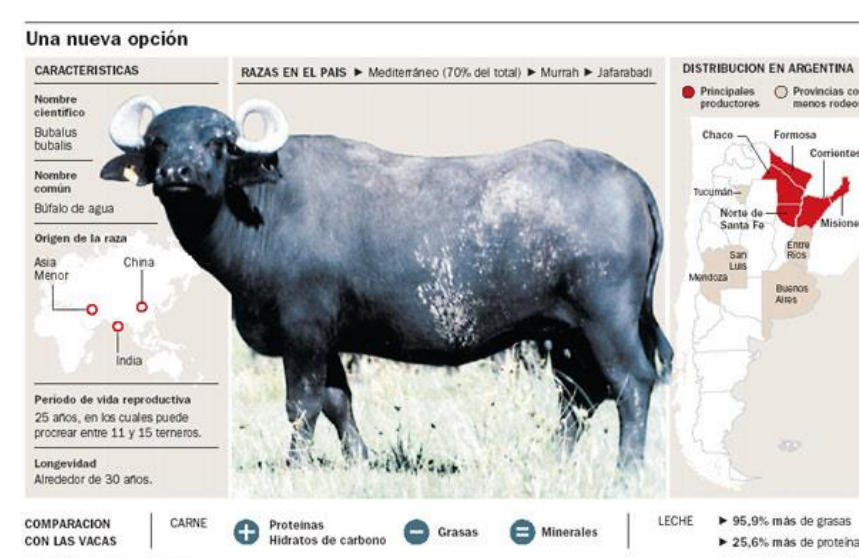 Una nueva opción
CARACTERISTICAS
Nombre
científico
Bubalus
bubalis
Nombre
común
Búfalo de agua
Origen de la raza
Asia
Menor
China
India
Período de vida reproductiva
25 años, en los cuales puede
procrear entre 11 y 15 terneros.
Longevidad
Alrededor de 30 años.
RAZAS EN EL PAIS ► Mediterráneo (70% del total) ► Murrah ► Jafarabadi
DISTRIBUCION EN ARGENTINA
Principales
productores
Provincias co
menos rodeo
Chaco
Formosa
Corrientes
Tucumán
Norte de
Santa Fe
Misione
Entre
Ríos
San
Luis
Mendoza
Buenos
Aires
COMPARACION
CON LAS VACAS
CARNE
+ Proteínas
Hidratos de carbono
− Grasas
= Minerales
LECHE
► 95,9% más de grasas
► 25,6% más de proteína